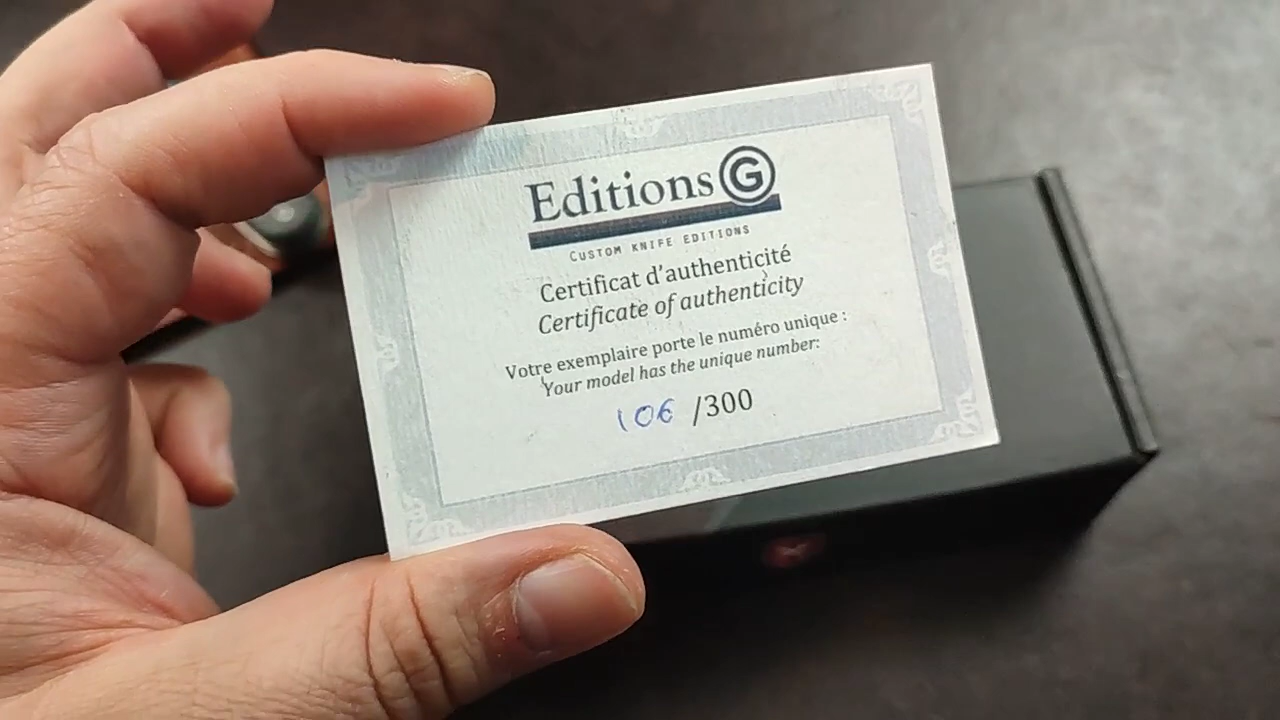 Editions G
CUSTOM KNIFE EDITIONS
Certificat d'authenticité
Certificate of authenticity
Votre exemplaire porte le numéro unique :
Your model has the unique number:
106 /300